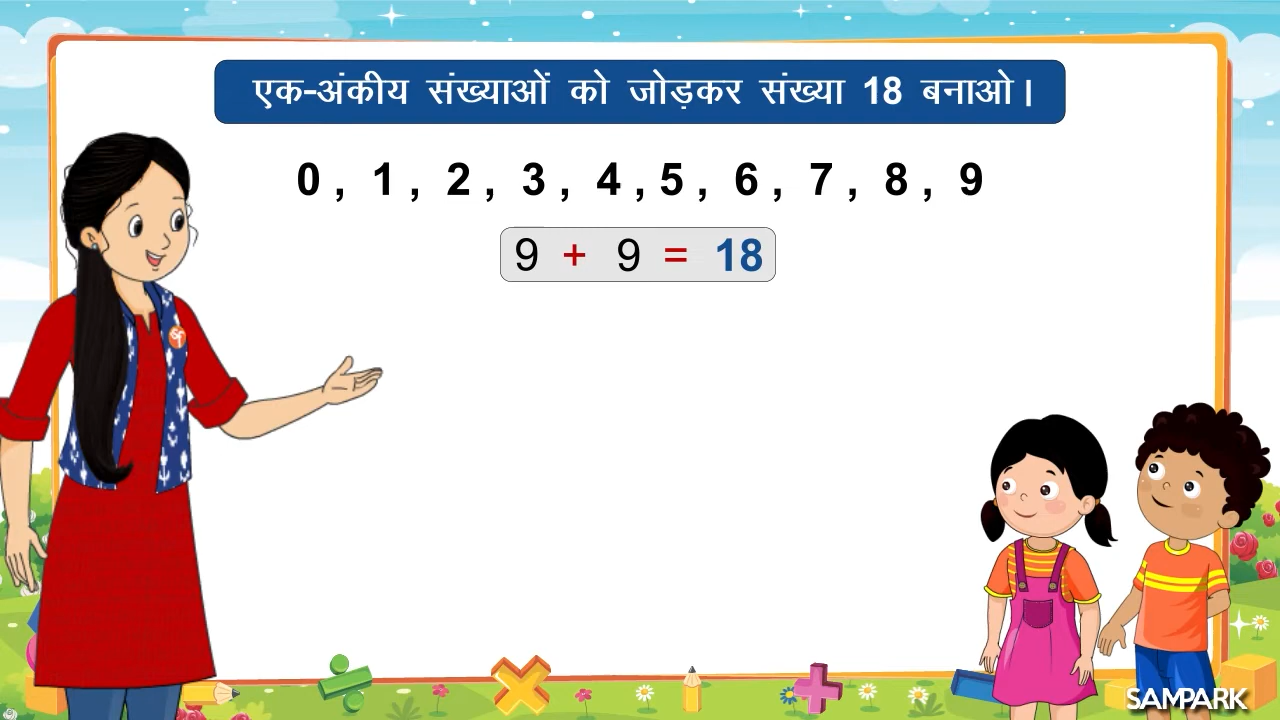 एक-अंकीय संख्याओं को जोड़कर संख्या 18 बनाओ।
0, 1, 2, 3, 4, 5, 6, 7, 8, 9
9 + 9 = 18
SAMPARK